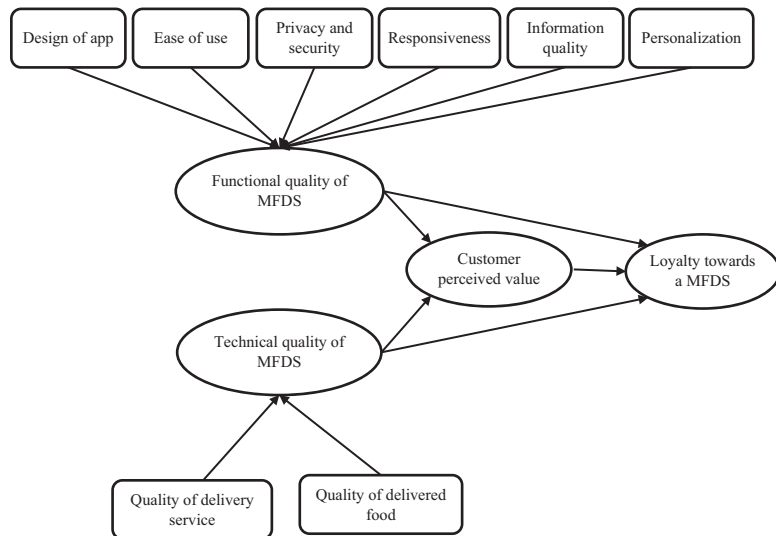 Design of app
Ease of use
Privacy and
security
Responsiveness
Information
quality
Personalization
Functional quality of
MFDS
Customer
perceived value
Loyalty towards
a MFDS
Technical quality of
MFDS
Quality of delivery
service
Quality of delivered
food